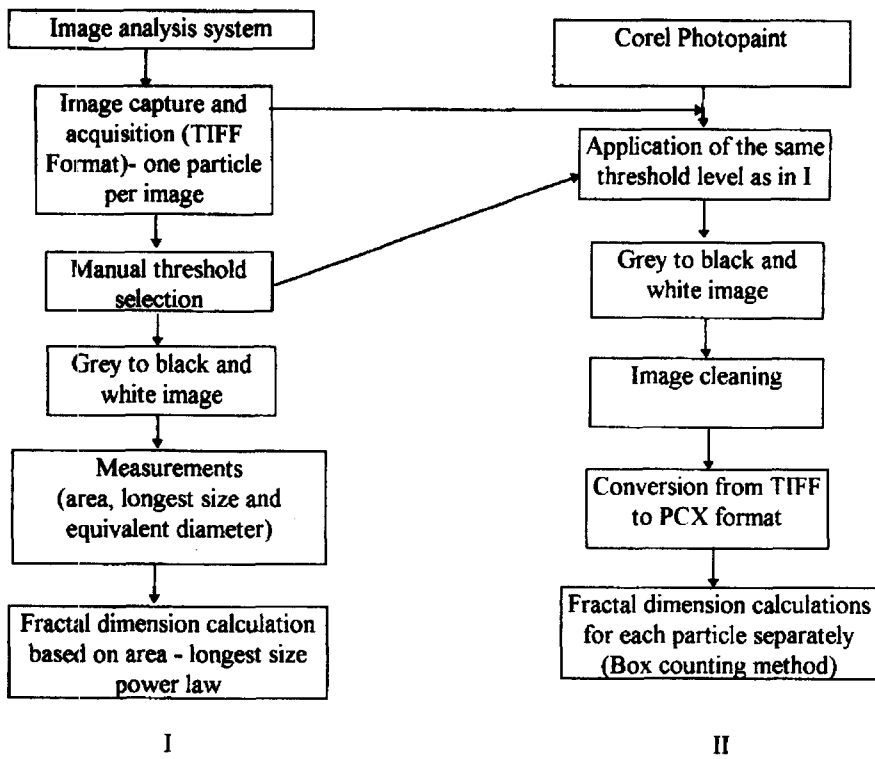 Image analysis system
Image capture and
acquisition (TIFF
Format)- one particle
per image
Manual threshold
selection
Grey to black and
white image
Measurements
(area, longest size and
equivalent diameter)
Fractal dimension calculation
based on area - longest size
power law
I
Corel Photopaint
Application of the same
threshold level as in I
Grey to black and
white image
Image cleaning
Conversion from TIFF
to PCX format
Fractal dimension calculations
for each particle separately
(Box counting method)
II